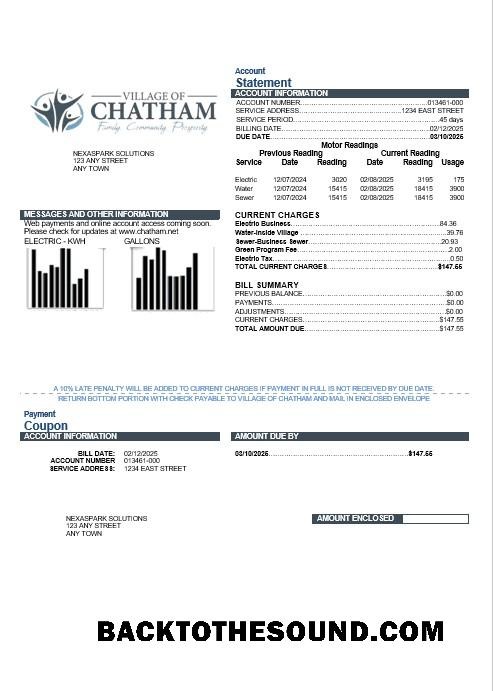 VILLAGE OF
CHATHAM
Family. Community. Prosperity.
NEXASPARK SOLUTIONS
123 ANY STREET
ANY TOWN
Account
Statement
ACCOUNT INFORMATION
ACCOUNT NUMBER 013461-000
SERVICE ADDRESS 1234 EAST STREET
SERVICE PERIOD 45 days
BILLING DATE 02/12/2025
DUE DATE 03/10/2025
Motor Readings
Previous Reading Current Reading
Service Date Reading Date Reading Usage
Electric 12/07/2024 3020 02/08/2025 3195 175
Water 12/07/2024 15415 02/08/2025 18415 3900
Sewer 12/07/2024 15415 02/08/2025 18415 3900
MESSAGES AND OTHER INFORMATION
Web payments and online account access coming soon.
Please check for updates at www.chatham.net
ELECTRIC - KWH GALLONS
CURRENT CHARGES
Electric Business 84.36
Water-Inside Village 39.76
Sewer-Business Sewer 20.93
Green Program Fee 2.00
Electric Tax 0.50
TOTAL CURRENT CHARGES $147.55
BILL SUMMARY
PREVIOUS BALANCE $0.00
PAYMENTS $0.00
ADJUSTMENTS $0.00
CURRENT CHARGES $147.55
TOTAL AMOUNT DUE $147.55
A 10% LATE PENALTY WILL BE ADDED TO CURRENT CHARGES IF PAYMENT IN FULL IS NOT RECEIVED BY DUE DATE.
RETURN BOTTOM PORTION WITH CHECK PAYABLE TO VILLAGE OF CHATHAM AND MAIL IN ENCLOSED ENVELOPE
Payment
Coupon
ACCOUNT INFORMATION
BILL DATE: 02/12/2025
ACCOUNT NUMBER 013461-000
SERVICE ADDRESS: 1234 EAST STREET
AMOUNT DUE BY
03/10/2025 $147.55
NEXASPARK SOLUTIONS
123 ANY STREET
ANY TOWN
AMOUNT ENCLOSED
BACKTOTHESOUND.COM